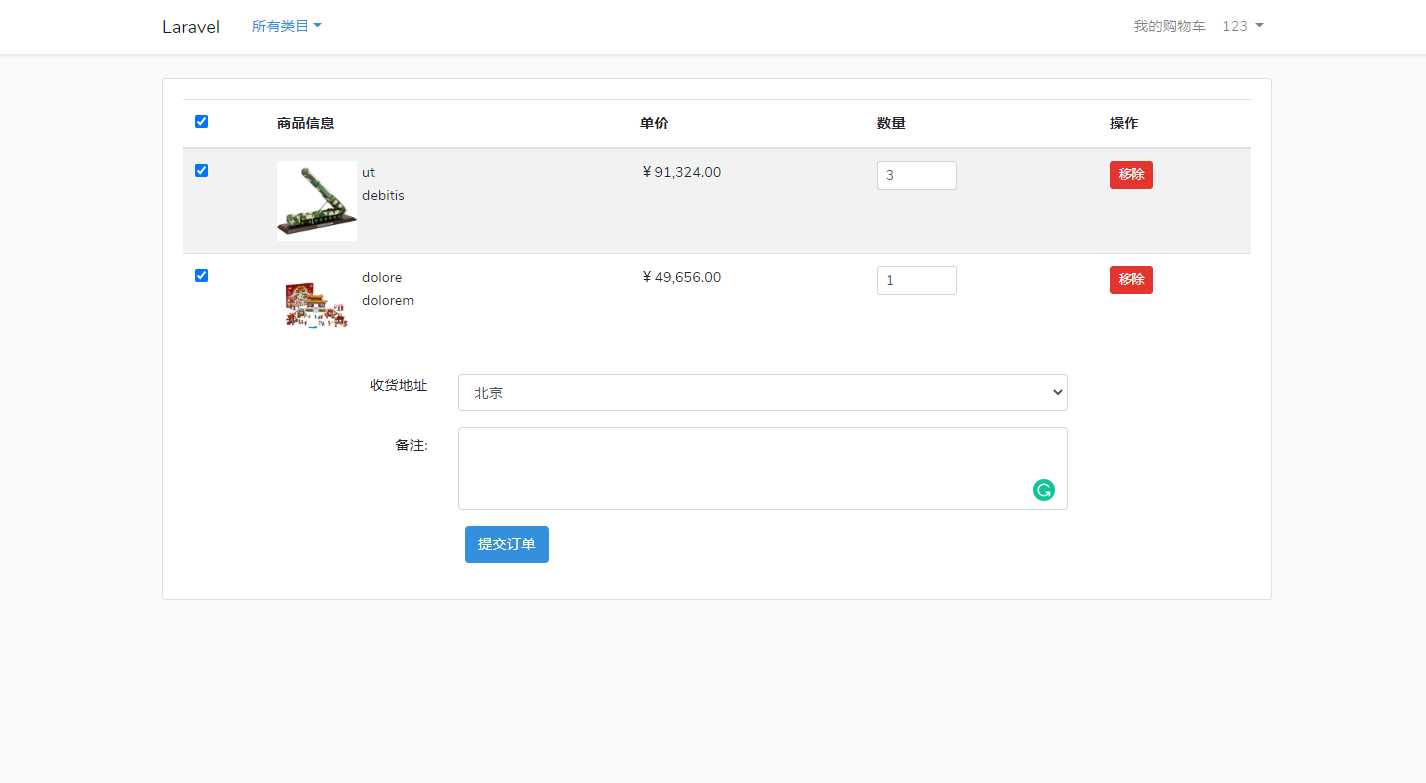 Laravel 所有类目 我的购物车 123
商品信息 单价 数量 操作
ut ￥91,324.00 3 移除
debitis
dolore ￥49,656.00 1 移除
dolorem
收货地址 北京
备注:
提交订单